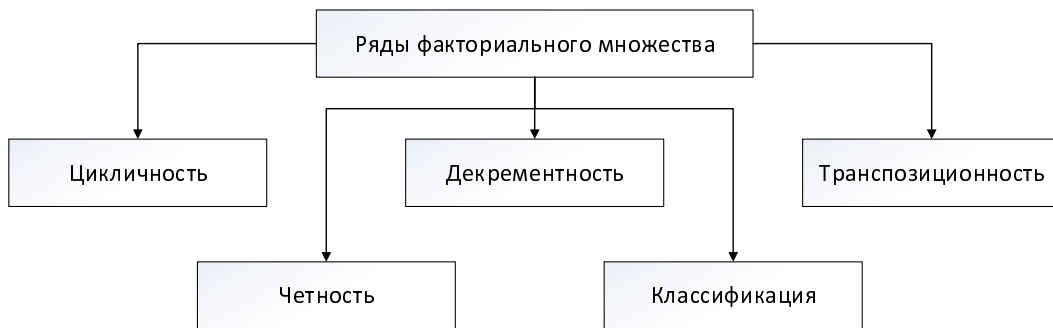 Ряды факториального множества
Цикличность
Декрементность
Транспозиционность
Четность
Классификация